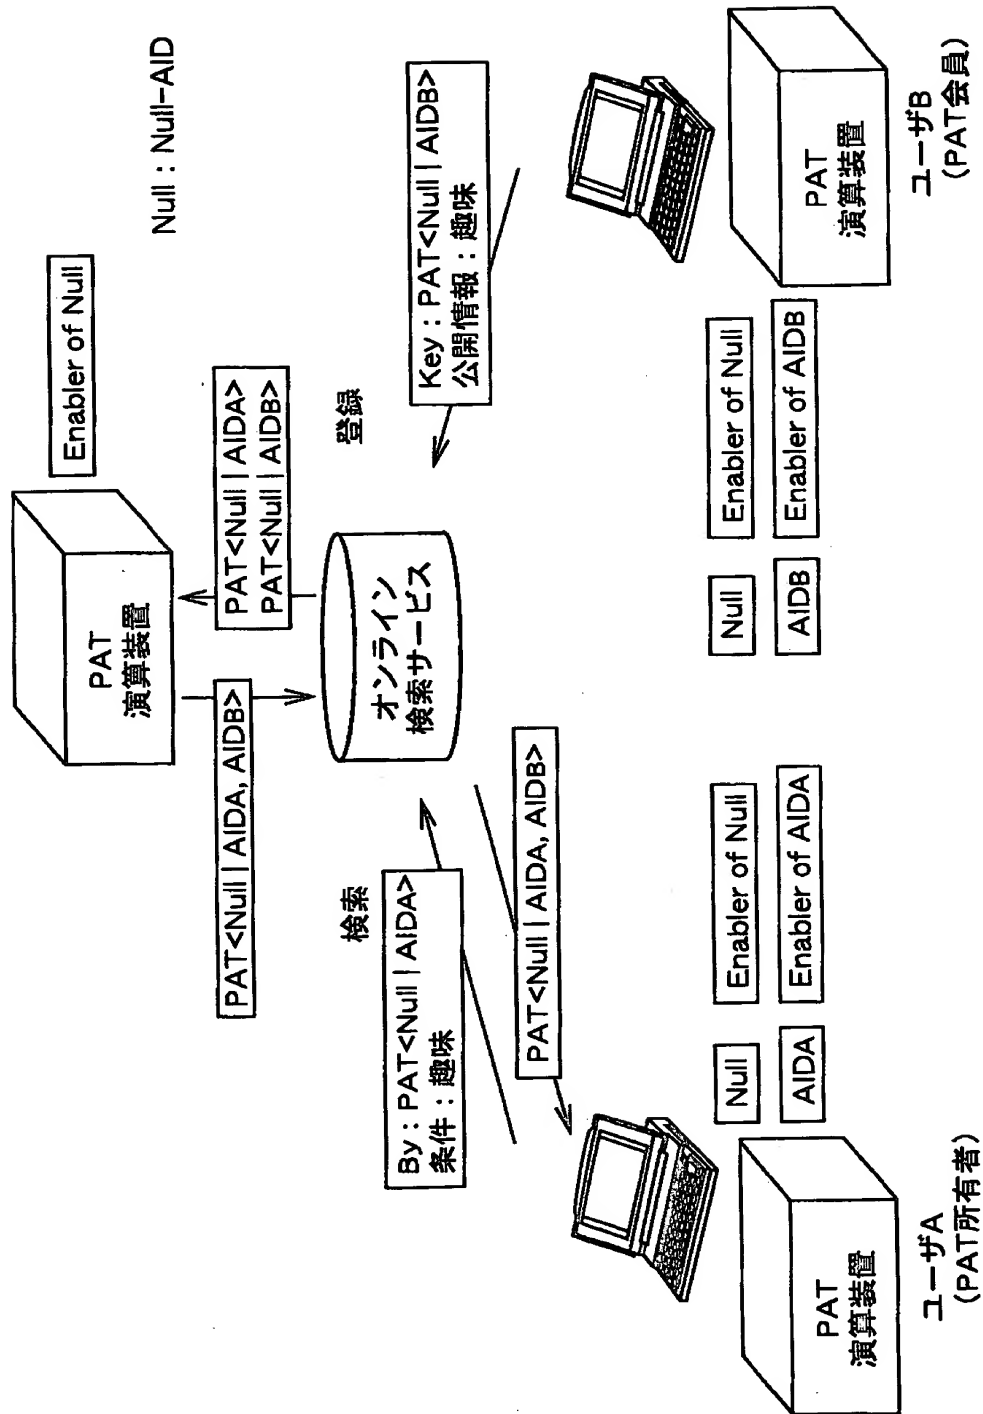 Null : Null-AID
Enabler of Null
PAT
演算装置
PAT<Null | AIDA, AIDB>
PAT<Null | AIDA>
PAT<Null | AIDB>
オンライン
検索サービス
検索
登録
By : PAT<Null | AIDA>
条件 : 趣味
PAT<Null | AIDA, AIDB>
Key : PAT<Null | AIDB>
公開情報 : 趣味
Null
Enabler of Null
AIDA
Enabler of AIDA
PAT
演算装置
ユーザA
(PAT所有者)
Null
Enabler of Null
AIDB
Enabler of AIDB
PAT
演算装置
ユーザB
(PAT会員)